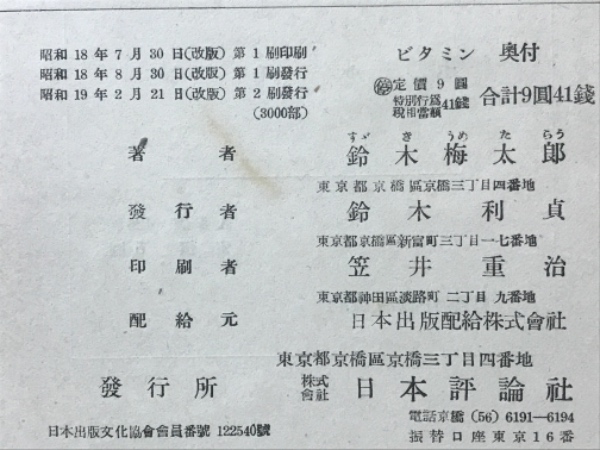 昭和18年7月30日(改版)第1刷印刷
昭和18年8月30日(改版)第1刷發行
昭和19年2月21日(改版)第2刷發行
(3000部)
ビタミン 奥付
定價9圓
特別行爲税相當額41錢
合計9圓41錢
著者 鈴木梅太郎
すゞ き うめ た らう
東京都京橋區京橋三丁目四番地
發行者 鈴木利貞
東京都京橋區新富町三丁目一七番地
印刷者 笠井重治
東京都神田區淡路町二丁目九番地
配給元 日本出版配給株式會社
東京都京橋區京橋三丁目四番地
發行所 株式會社 日本評論社
電話京橋(56)6191—6194
振替口座東京16番
日本出版文化協會會員番號 122540號